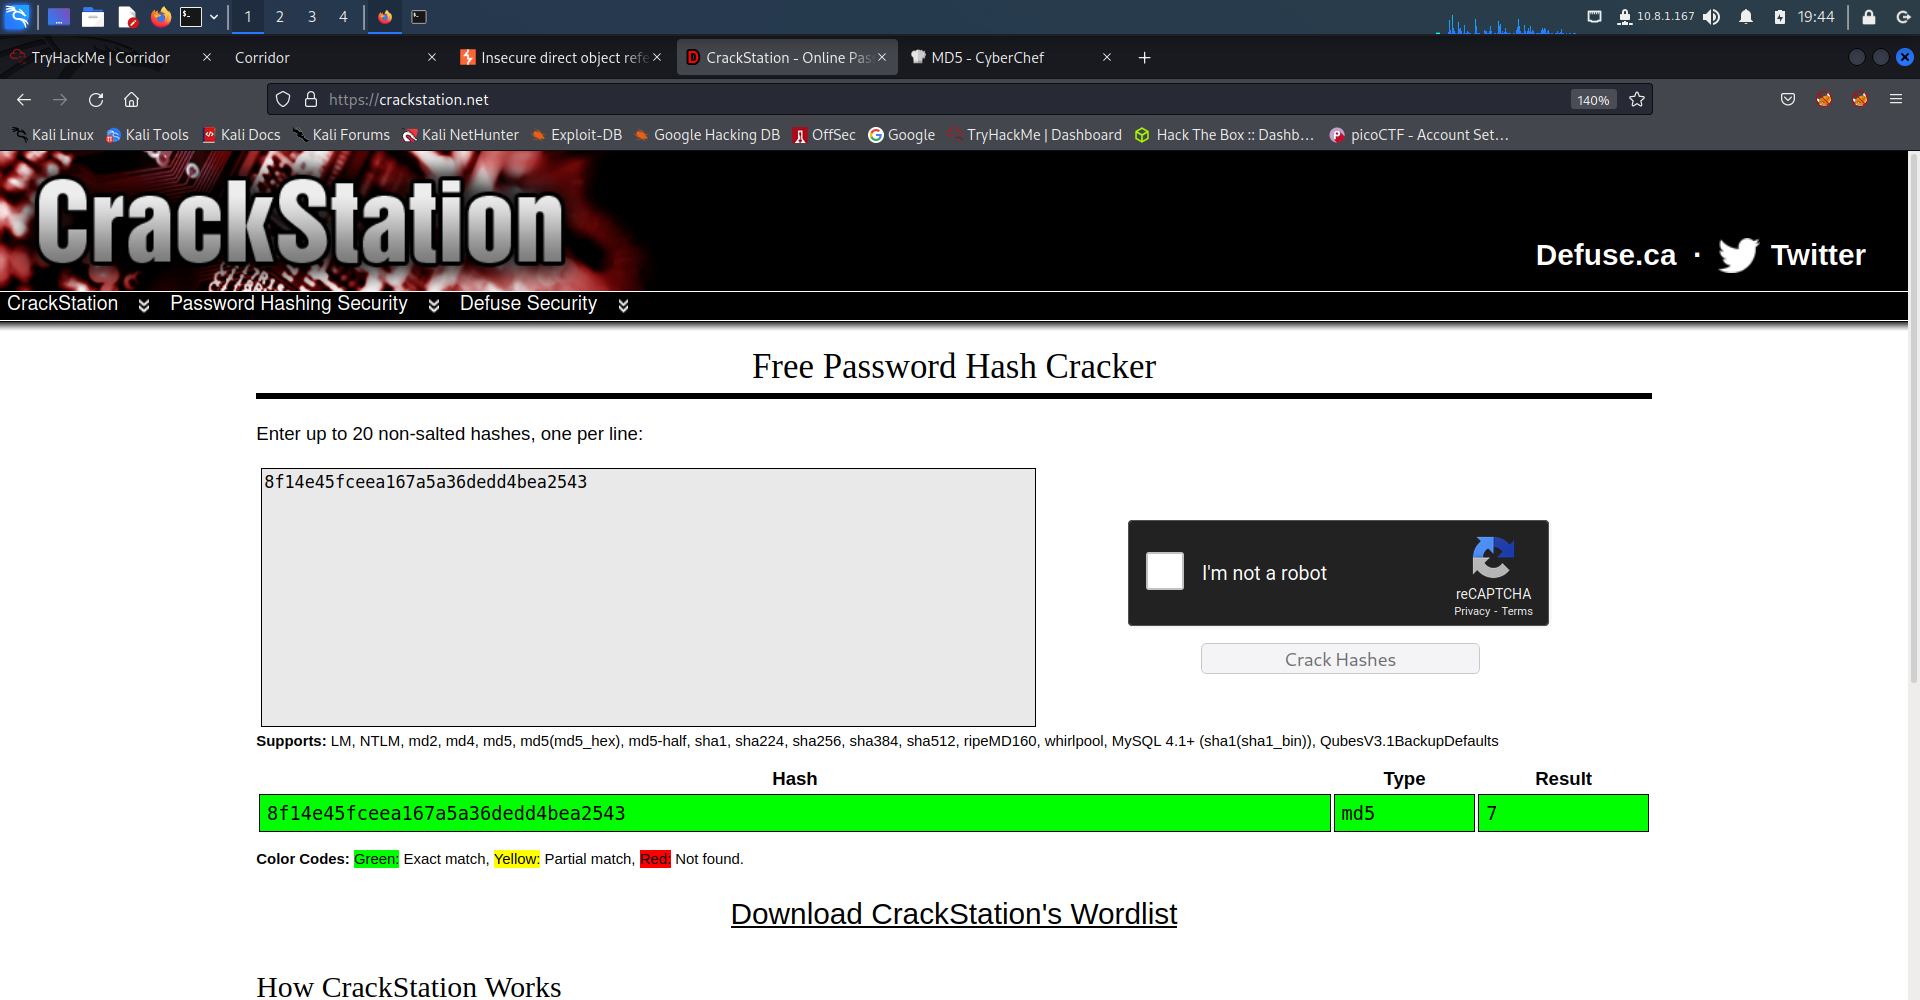 1 2 3 4 10.8.1.167 19:44
TryHackMe | Corridor × Corridor × Insecure direct object refe × CrackStation - Online Pas × MD5 - CyberChef × +
https://crackstation.net 140%
Kali Linux Kali Tools Kali Docs Kali Forums Kali NetHunter Exploit-DB Google Hacking DB OffSec Google TryHackMe | Dashboard Hack The Box :: Dashb… picoCTF - Account Set…
CrackStation
Defuse.ca · Twitter
CrackStation Password Hashing Security Defuse Security
Free Password Hash Cracker
Enter up to 20 non-salted hashes, one per line:
8f14e45fceea167a5a36dedd4bea2543
I'm not a robot
reCAPTCHA
Privacy - Terms
Crack Hashes
Supports: LM, NTLM, md2, md4, md5, md5(md5_hex), md5-half, sha1, sha224, sha256, sha384, sha512, ripeMD160, whirlpool, MySQL 4.1+ (sha1(sha1_bin)), QubesV3.1BackupDefaults
Hash Type Result
8f14e45fceea167a5a36dedd4bea2543 md5 7
Color Codes: Green: Exact match, Yellow: Partial match, Red: Not found.
Download CrackStation's Wordlist
How CrackStation Works